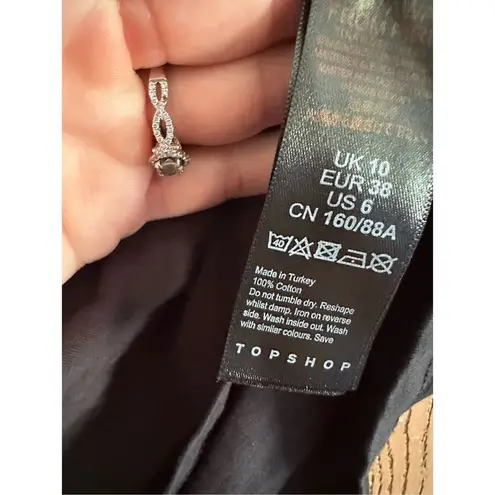 UK 10
EUR 38
US 6
CN 160/88A
40
Made in Turkey
100% Cotton
Do not tumble dry. Reshape
whilst damp. Iron on reverse
side. Wash inside out. Wash
with similar colours. Save
TOPSHOP